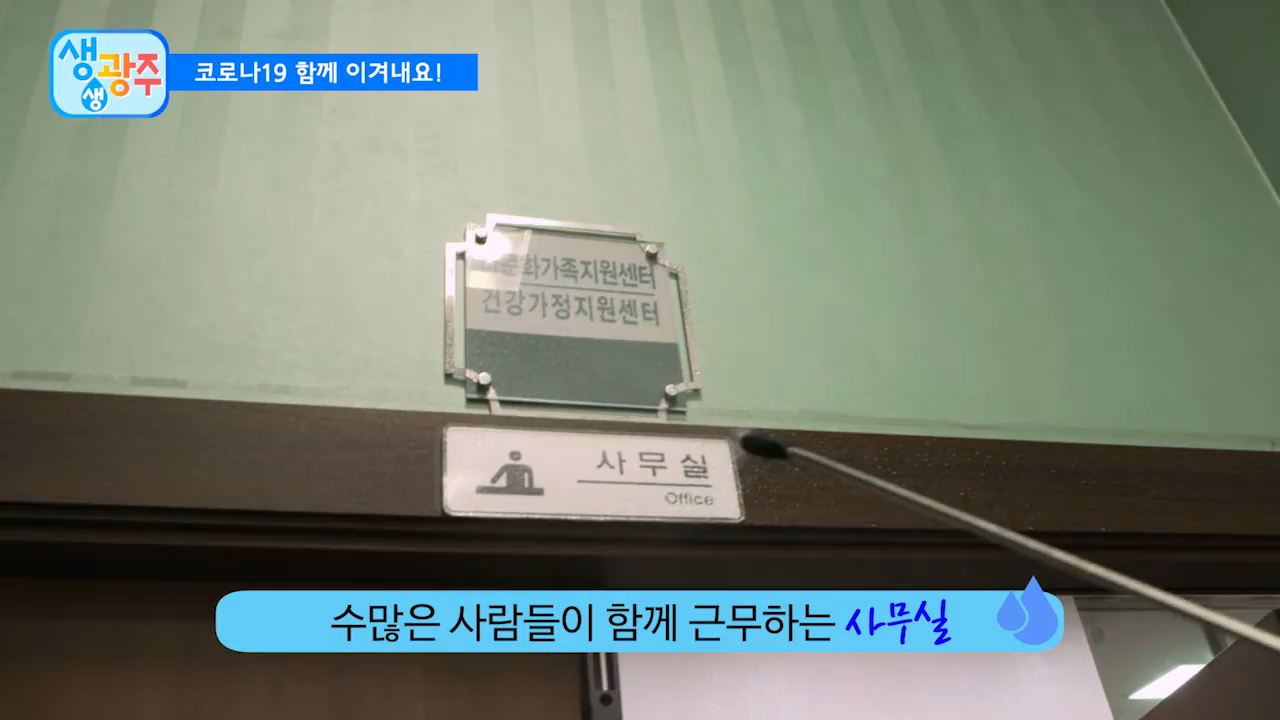 생생광주
코로나19 함께 이겨내요!
다문화가족지원센터
건강가정지원센터
사무실
Office
수많은 사람들이 함께 근무하는 사무실